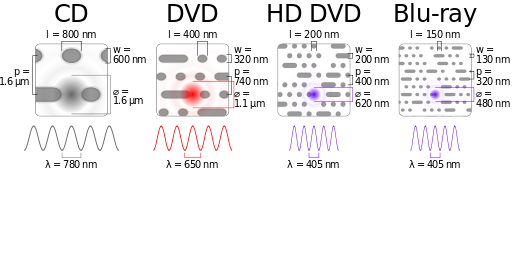 CD
l = 800 nm
w =
600 nm
p =
1.6 µm
⌀ =
1.6 µm
λ = 780 nm
DVD
l = 400 nm
w =
320 nm
p =
740 nm
⌀ =
1.1 µm
λ = 650 nm
HD DVD
l = 200 nm
w =
200 nm
p =
400 nm
⌀ =
620 nm
λ = 405 nm
Blu-ray
l = 150 nm
w =
130 nm
p =
320 nm
⌀ =
480 nm
λ = 405 nm